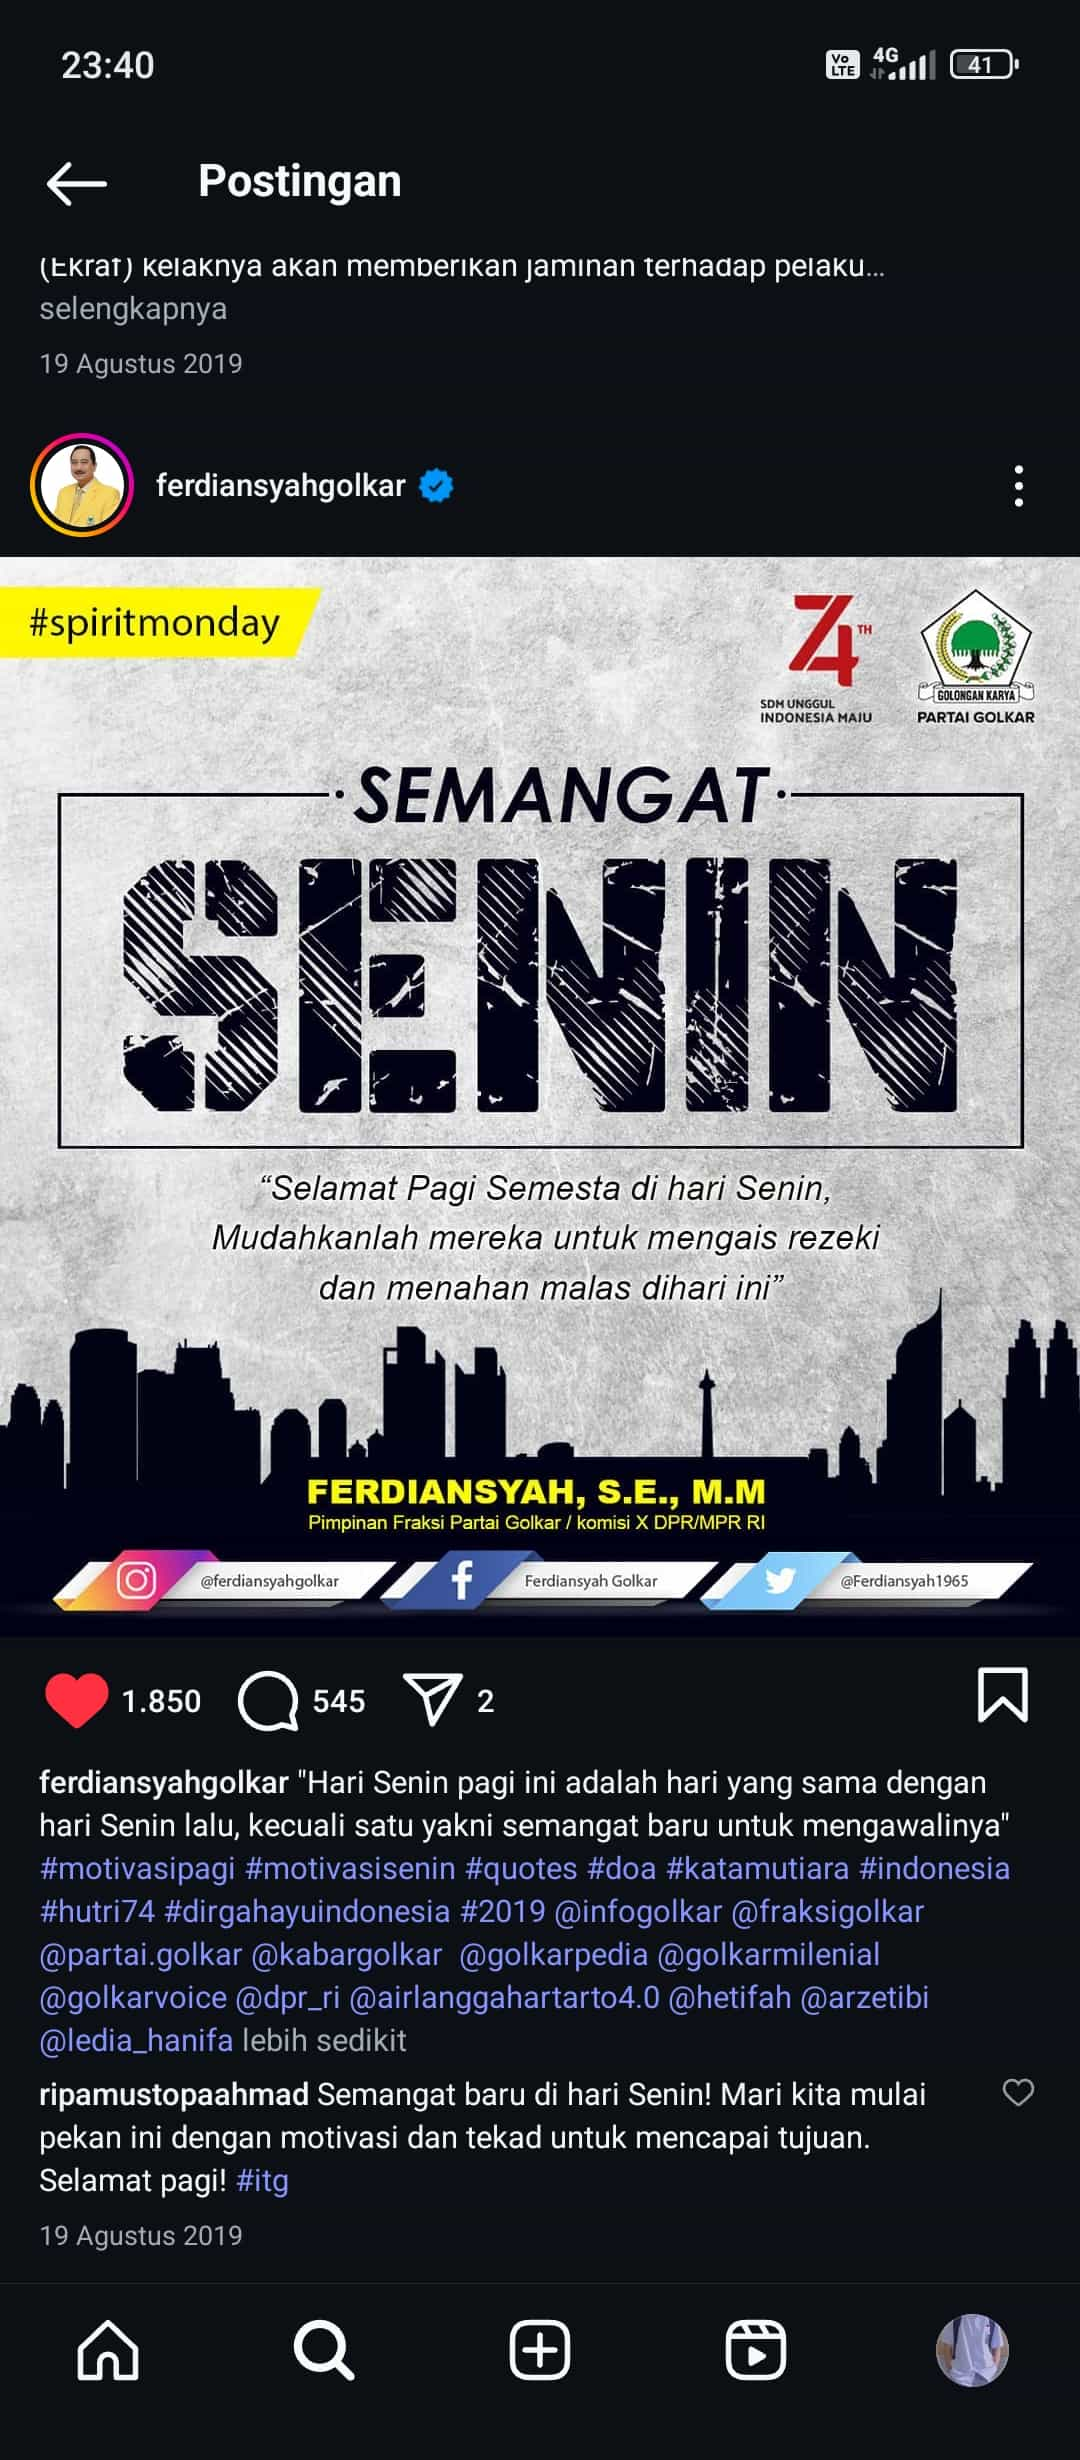 23:40
Vo LTE 4G 41
Postingan
(Ekraf) kelaknya akan memberikan jaminan terhadap pelaku...
selengkapnya
19 Agustus 2019
ferdiansyahgolkar
#spiritmonday
74 TH
SDM UNGGUL
INDONESIA MAJU
GOLONGAN KARYA
PARTAI GOLKAR
SEMANGAT
SENIN
“Selamat Pagi Semesta di hari Senin,
Mudahkanlah mereka untuk mengais rezeki
dan menahan malas dihari ini”
FERDIANSYAH, S.E., M.M
Pimpinan Fraksi Partai Golkar / komisi X DPR/MPR RI
@ferdiansyahgolkar
Ferdiansyah Golkar
@Ferdiansyah1965
1.850 545 2
ferdiansyahgolkar "Hari Senin pagi ini adalah hari yang sama dengan
hari Senin lalu, kecuali satu yakni semangat baru untuk mengawalinya"
#motivasipagi #motivasisenin #quotes #doa #katamutiara #indonesia
#hutri74 #dirgahayuindonesia #2019 @infogolkar @fraksigolkar
@partai.golkar @kabargolkar @golkarpedia @golkarmilenial
@golkarvoice @dpr_ri @airlanggahartarto4.0 @hetifah @arzetibi
@ledia_hanifa lebih sedikit
ripamustopaahmad Semangat baru di hari Senin! Mari kita mulai
pekan ini dengan motivasi dan tekad untuk mencapai tujuan.
Selamat pagi! #itg
19 Agustus 2019